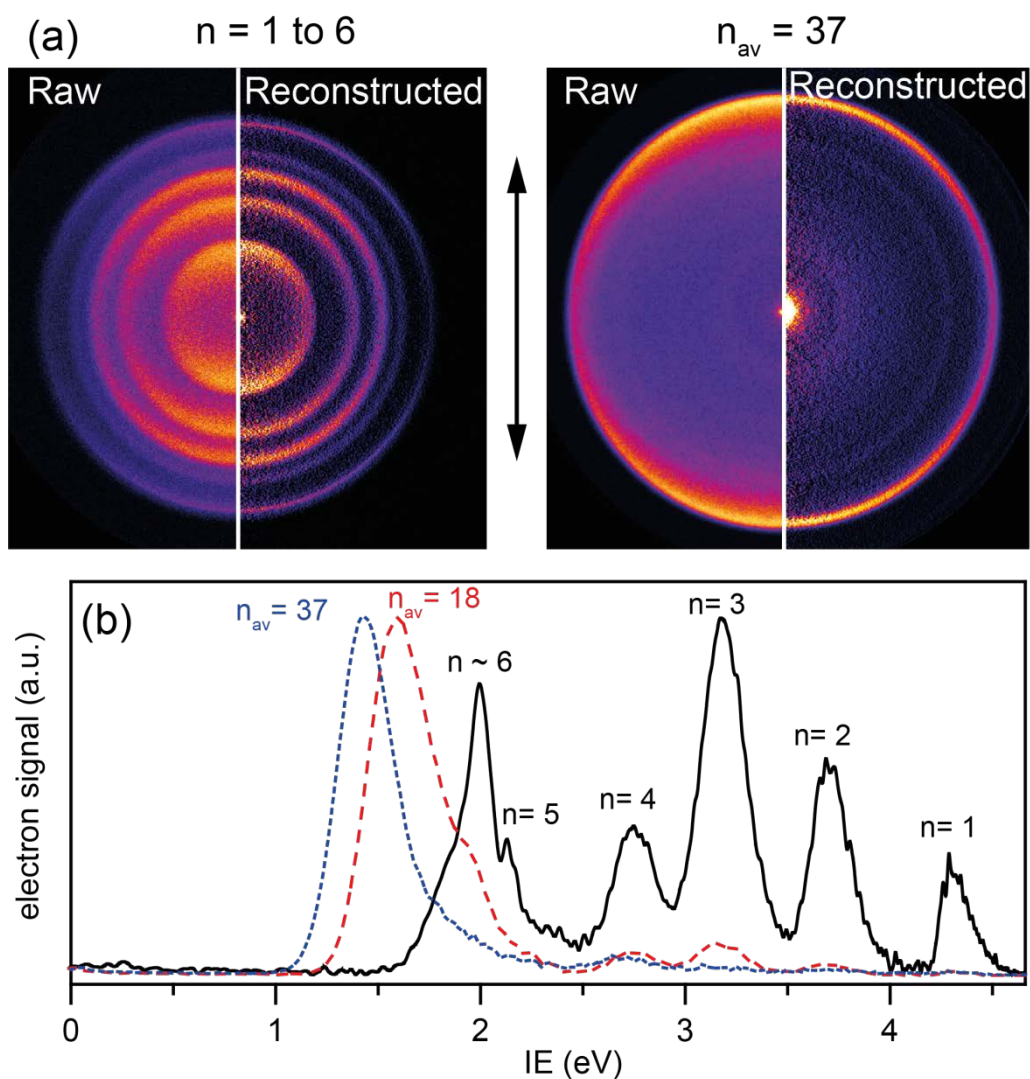 (a) n = 1 to 6 n_av = 37
Raw Reconstructed Raw Reconstructed
(b) n_av = 37 n_av = 18
n= 3
n ~ 6
n= 2
n= 5 n= 4
n= 1
electron signal (a.u.)
0 1 2 3 4
IE (eV)